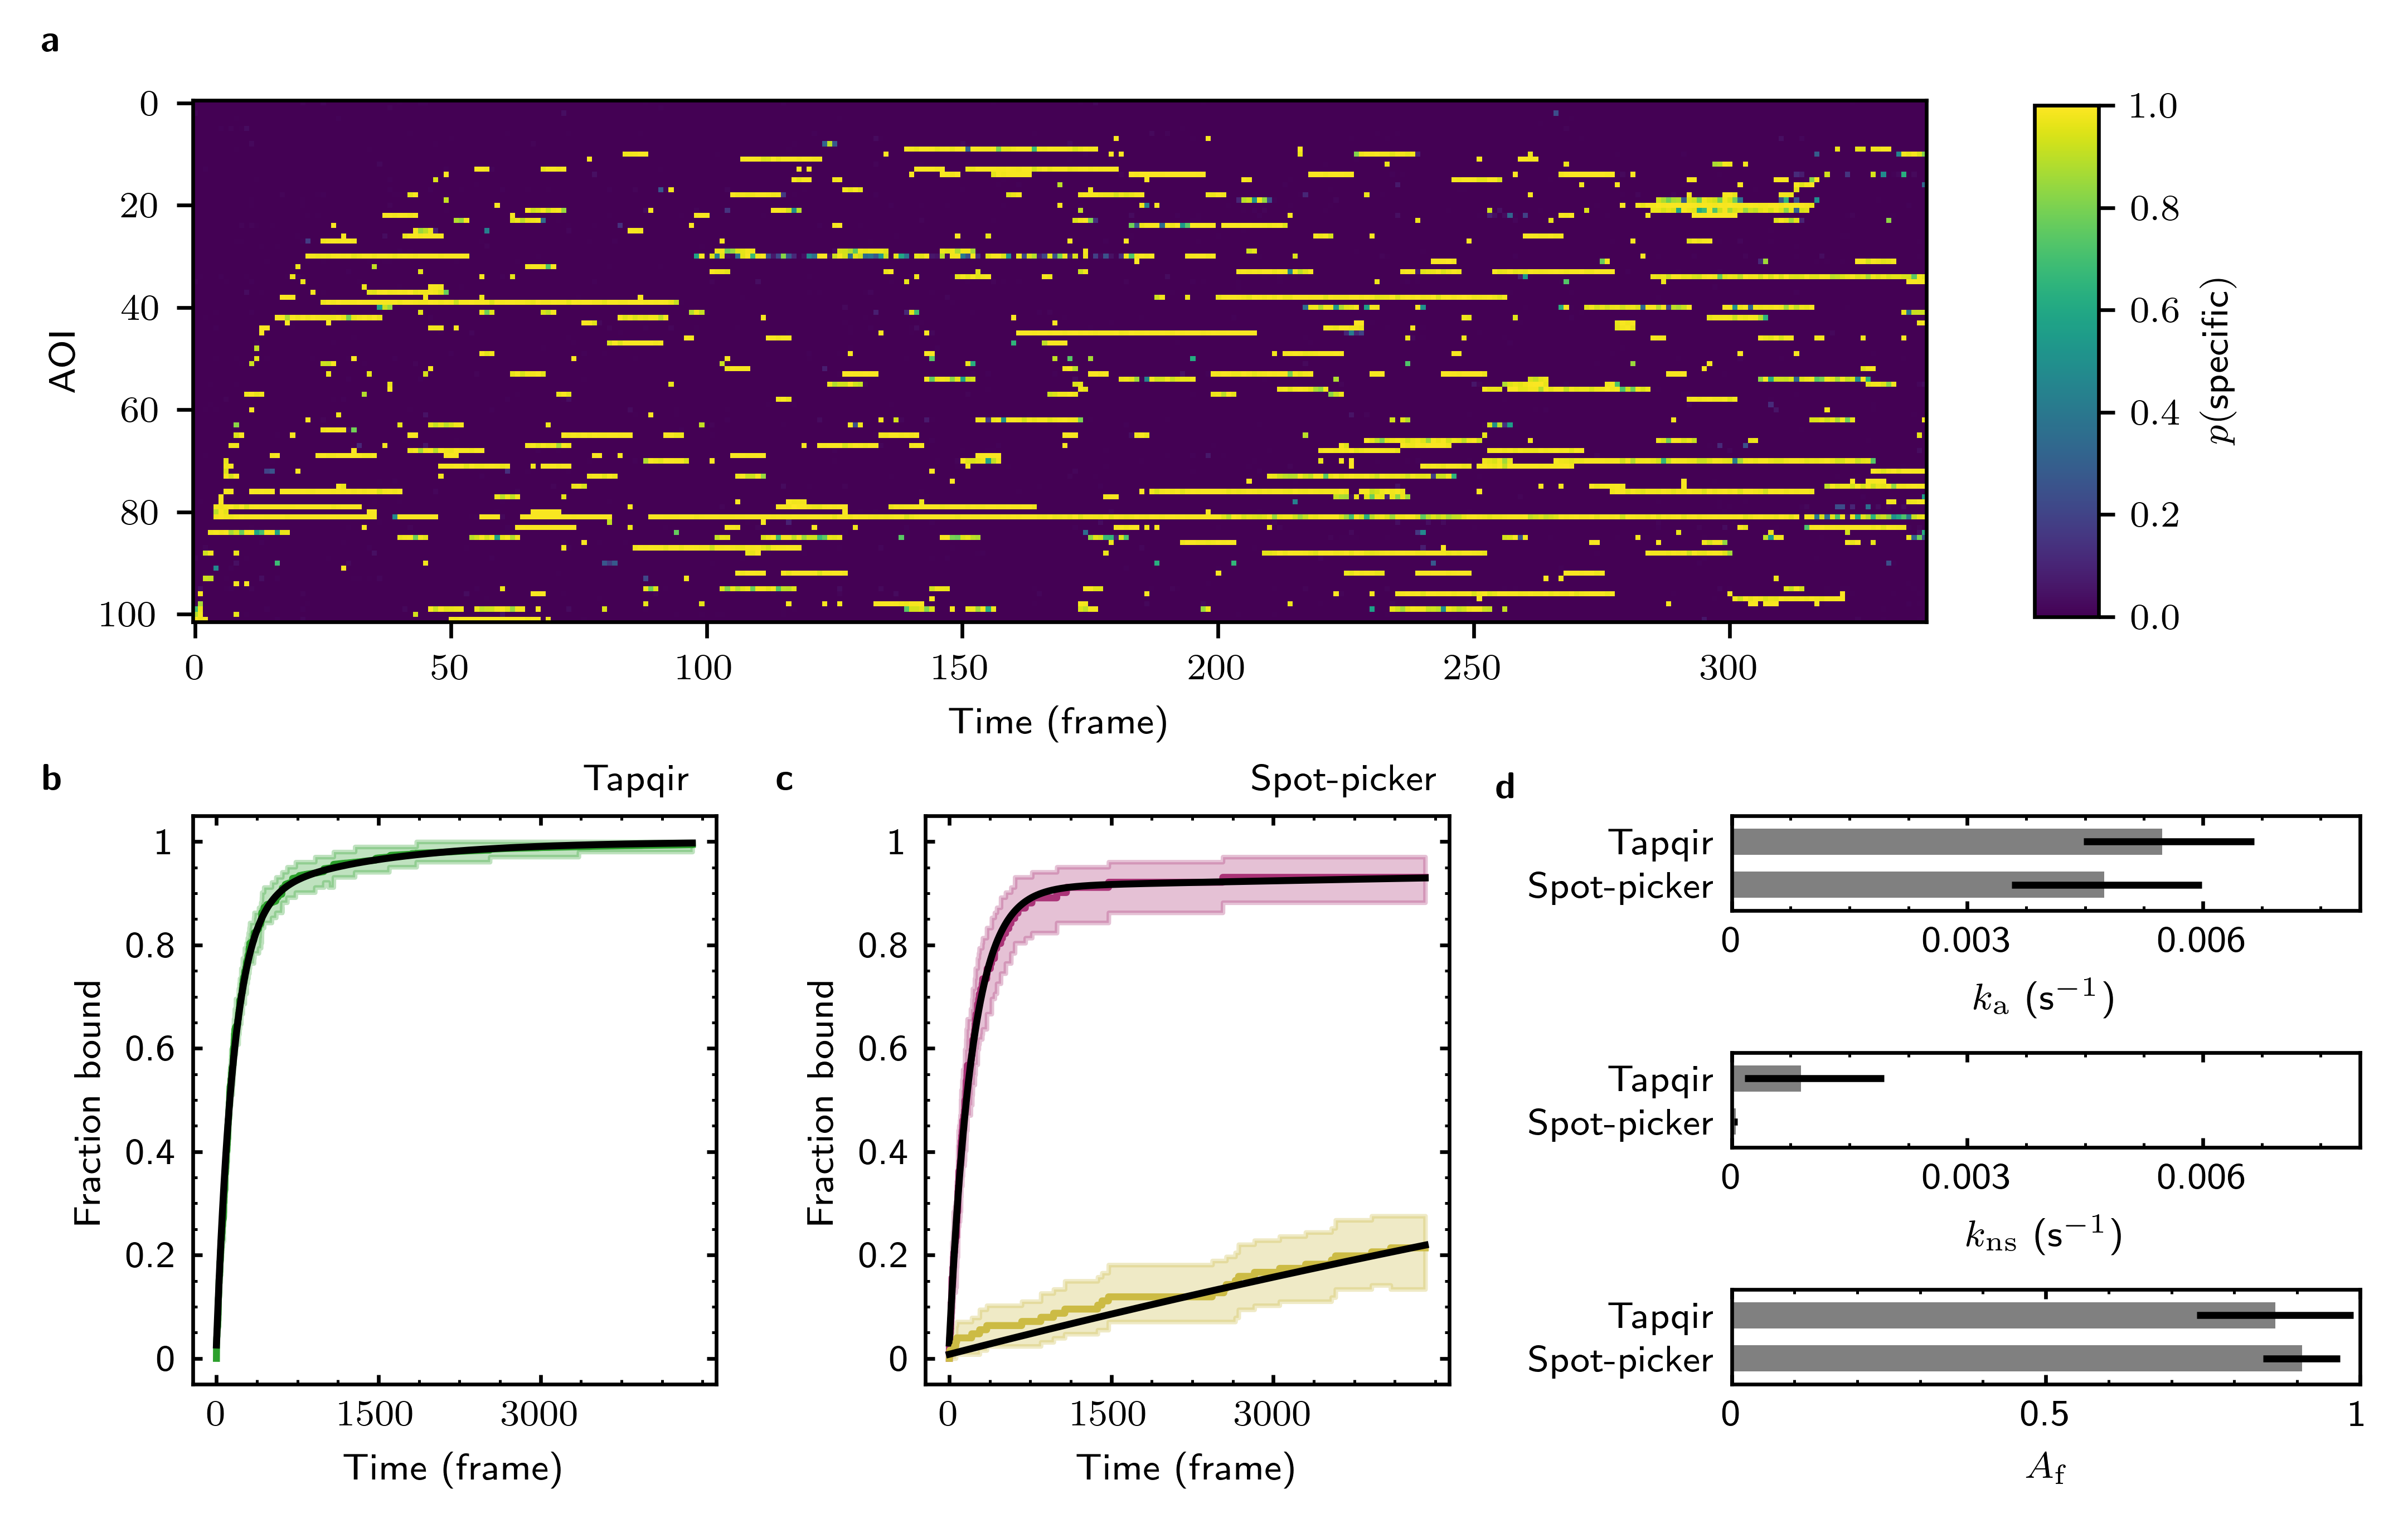 a
0
20
40
60
80
100
AOI
0 50 100 150 200 250 300
Time (frame)
1.0
0.8
0.6
0.4
0.2
0.0
p(specific)
b
Tapqir
1
0.8
0.6
0.4
0.2
0
Fraction bound
0 1500 3000
Time (frame)
c
Spot-picker
1
0.8
0.6
0.4
0.2
0
Fraction bound
0 1500 3000
Time (frame)
d
Tapqir
Spot-picker
0 0.003 0.006
kₐ (s⁻¹)
Tapqir
Spot-picker
0 0.003 0.006
kₙₛ (s⁻¹)
Tapqir
Spot-picker
0 0.5 1
A_f